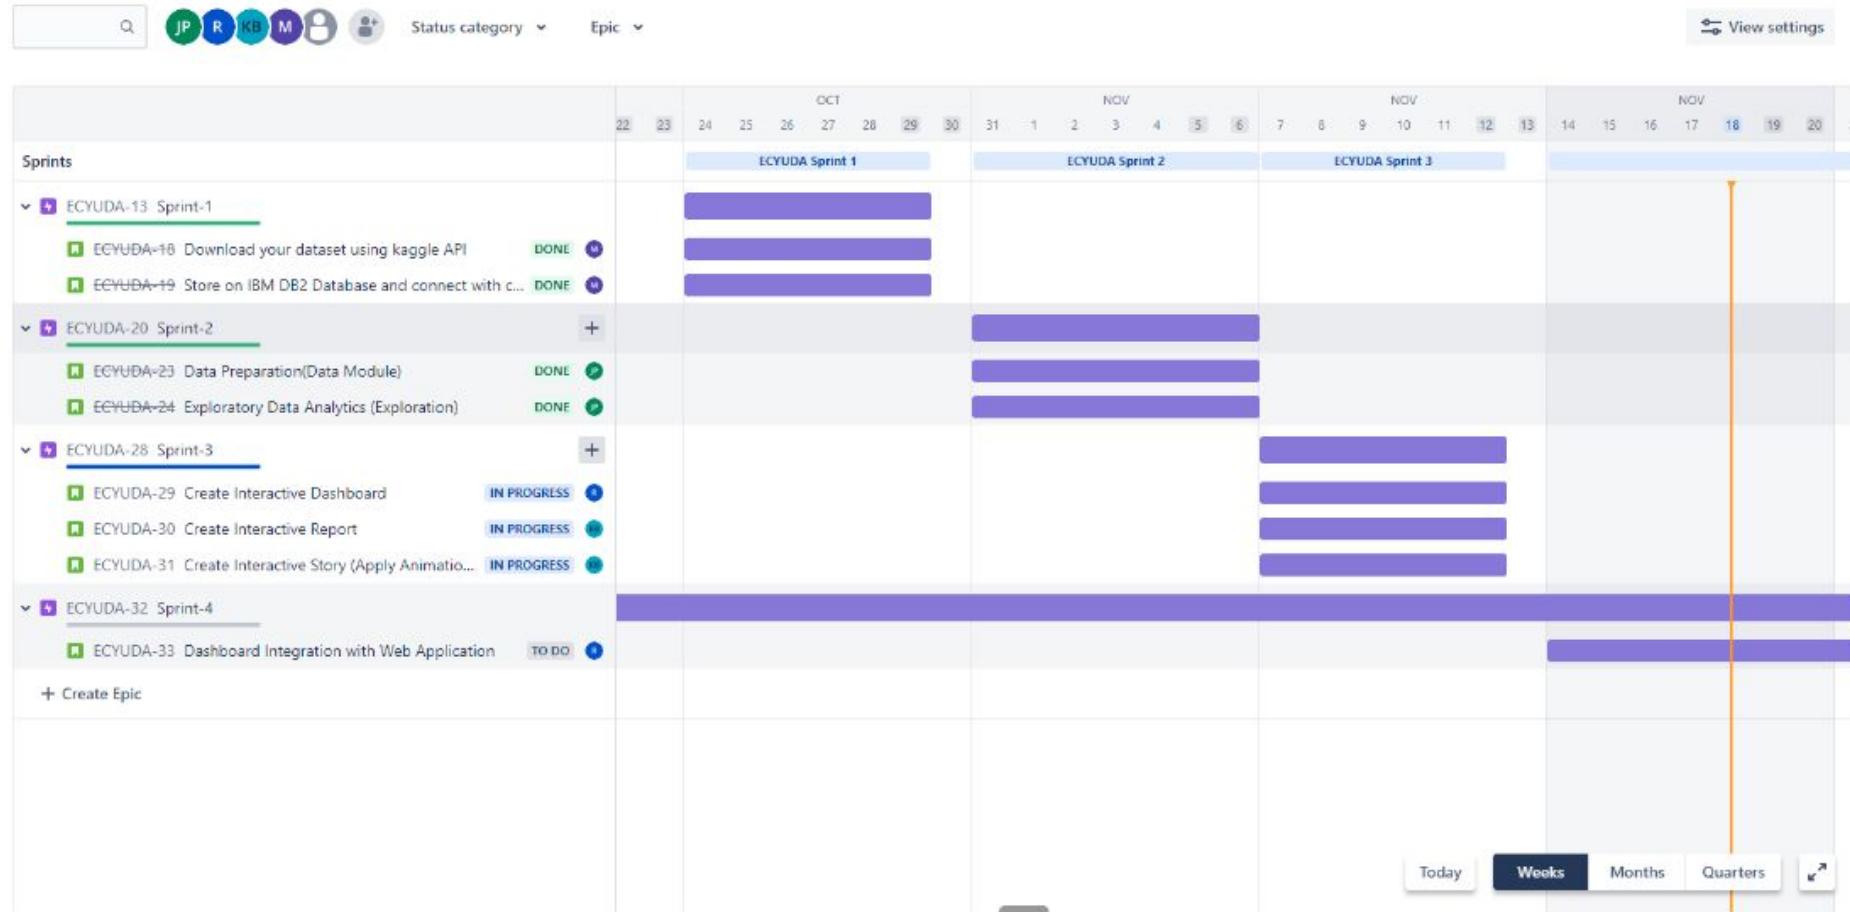 JP R KB M Status category Epic View settings
OCT NOV NOV NOV
22 23 24 25 26 27 28 29 30 31 1 2 3 4 5 6 7 8 9 10 11 12 13 14 15 16 17 18 19 20
Sprints ECYUDA Sprint 1 ECYUDA Sprint 2 ECYUDA Sprint 3
ECYUDA-13 Sprint-1
ECYUDA-18 Download your dataset using kaggle API DONE M
ECYUDA-19 Store on IBM DB2 Database and connect with c... DONE M
ECYUDA-20 Sprint-2
ECYUDA-23 Data Preparation(Data Module) DONE JP
ECYUDA-24 Exploratory Data Analytics (Exploration) DONE JP
ECYUDA-28 Sprint-3
ECYUDA-29 Create Interactive Dashboard IN PROGRESS R
ECYUDA-30 Create Interactive Report IN PROGRESS KB
ECYUDA-31 Create Interactive Story (Apply Animatio... IN PROGRESS KB
ECYUDA-32 Sprint-4
ECYUDA-33 Dashboard Integration with Web Application TO DO R
+ Create Epic
Today Weeks Months Quarters